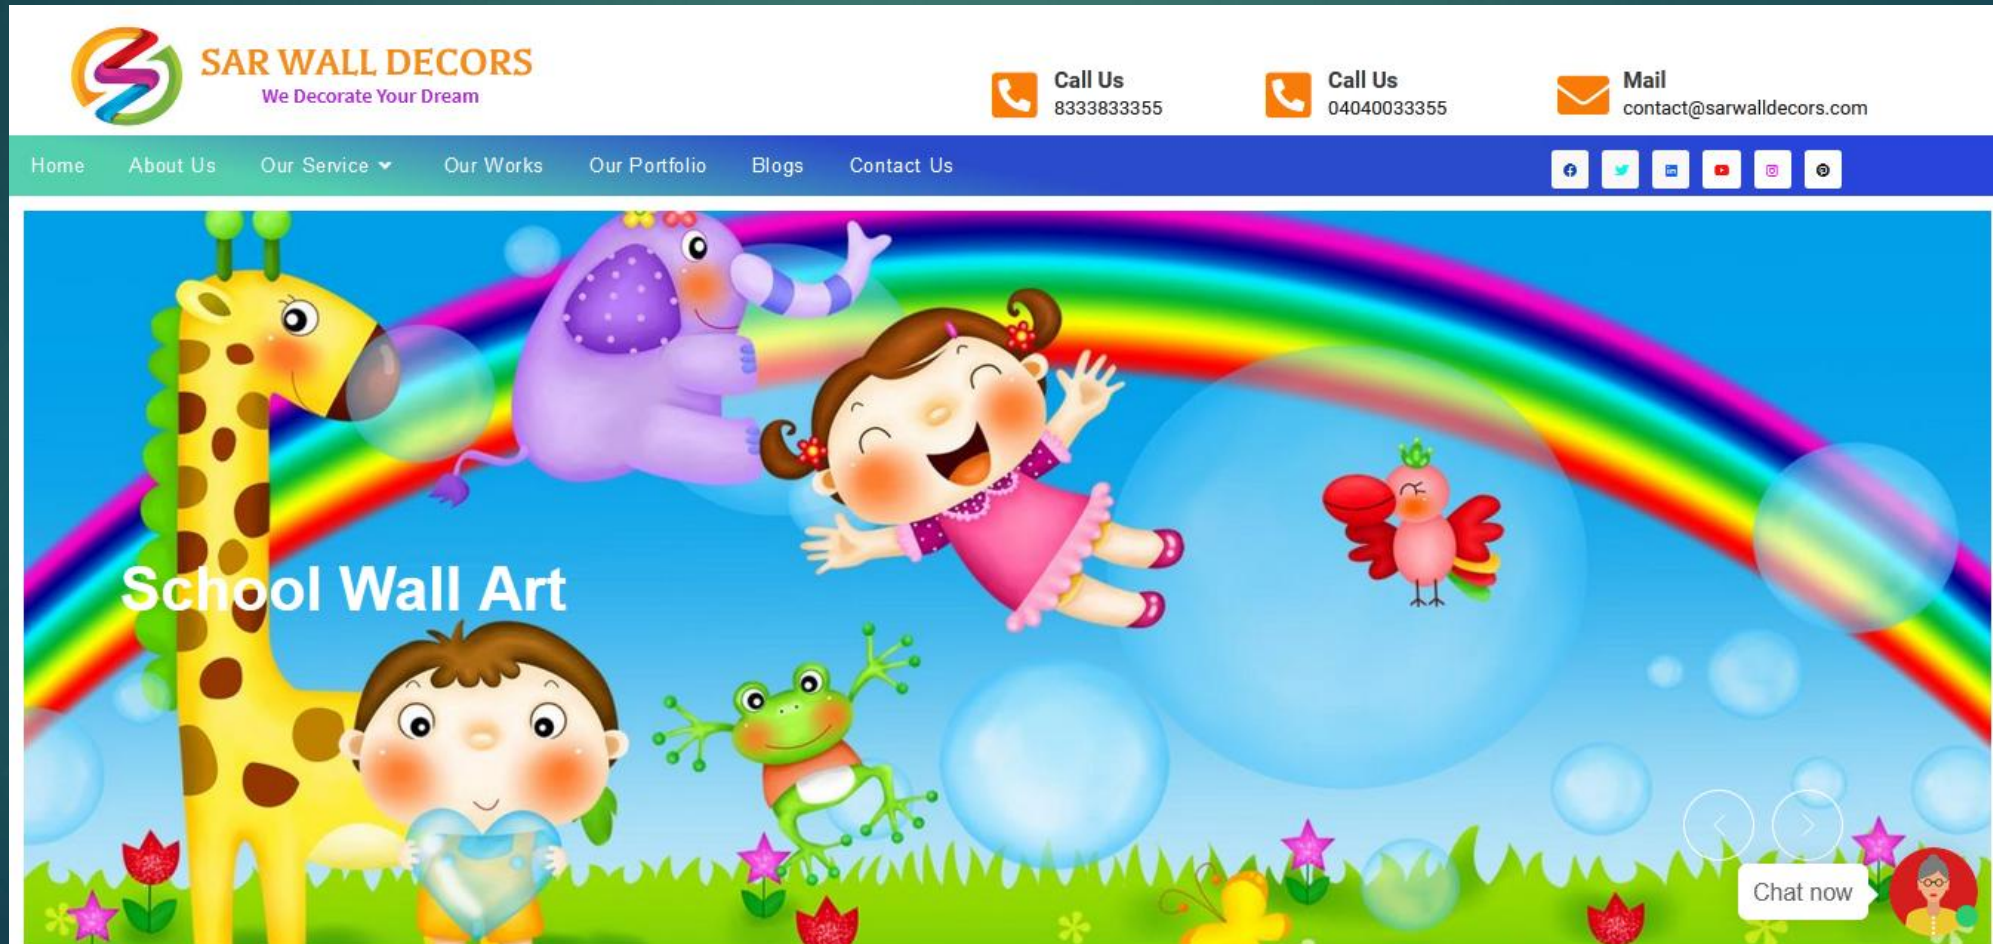 SAR WALL DECORS
We Decorate Your Dream
Call Us
8333833355
Call Us
04040033355
Mail
contact@sarwalldecors.com
Home About Us Our Service Our Works Our Portfolio Blogs Contact Us
School Wall Art
Chat now